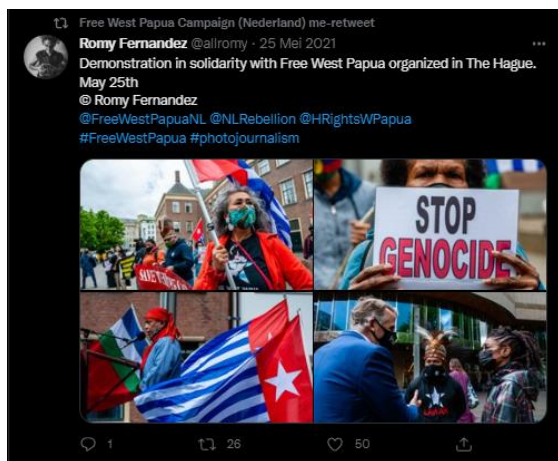 Free West Papua Campaign (Nederland) me-retweet
Romy Fernandez @allromy · 25 Mei 2021
Demonstration in solidarity with Free West Papua organized in The Hague.
May 25th
© Romy Fernandez
@FreeWestPapuaNL @NLRebellion @HRightsWPapua
#FreeWestPapua #photojournalism
STOP
GENOCIDE
1 26 50